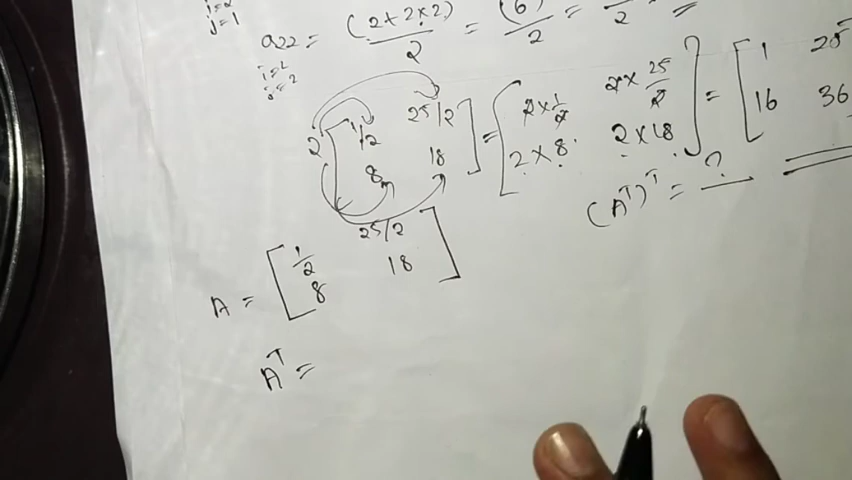 i=2
j=1
a22 = (2+2×2)/2 = (6)/2 = /2 =
i=2
j=2
2 [ 1/2 25/2 ] = [ 2×1/2 2×25/2 ] = [ 1 25 ]
[ 8 18 ] [ 2×8 2×18 ] [ 16 36
(A^T)^T = ?
A = [ 1/2 25/2 ]
[ 8 18 ]
A^T =